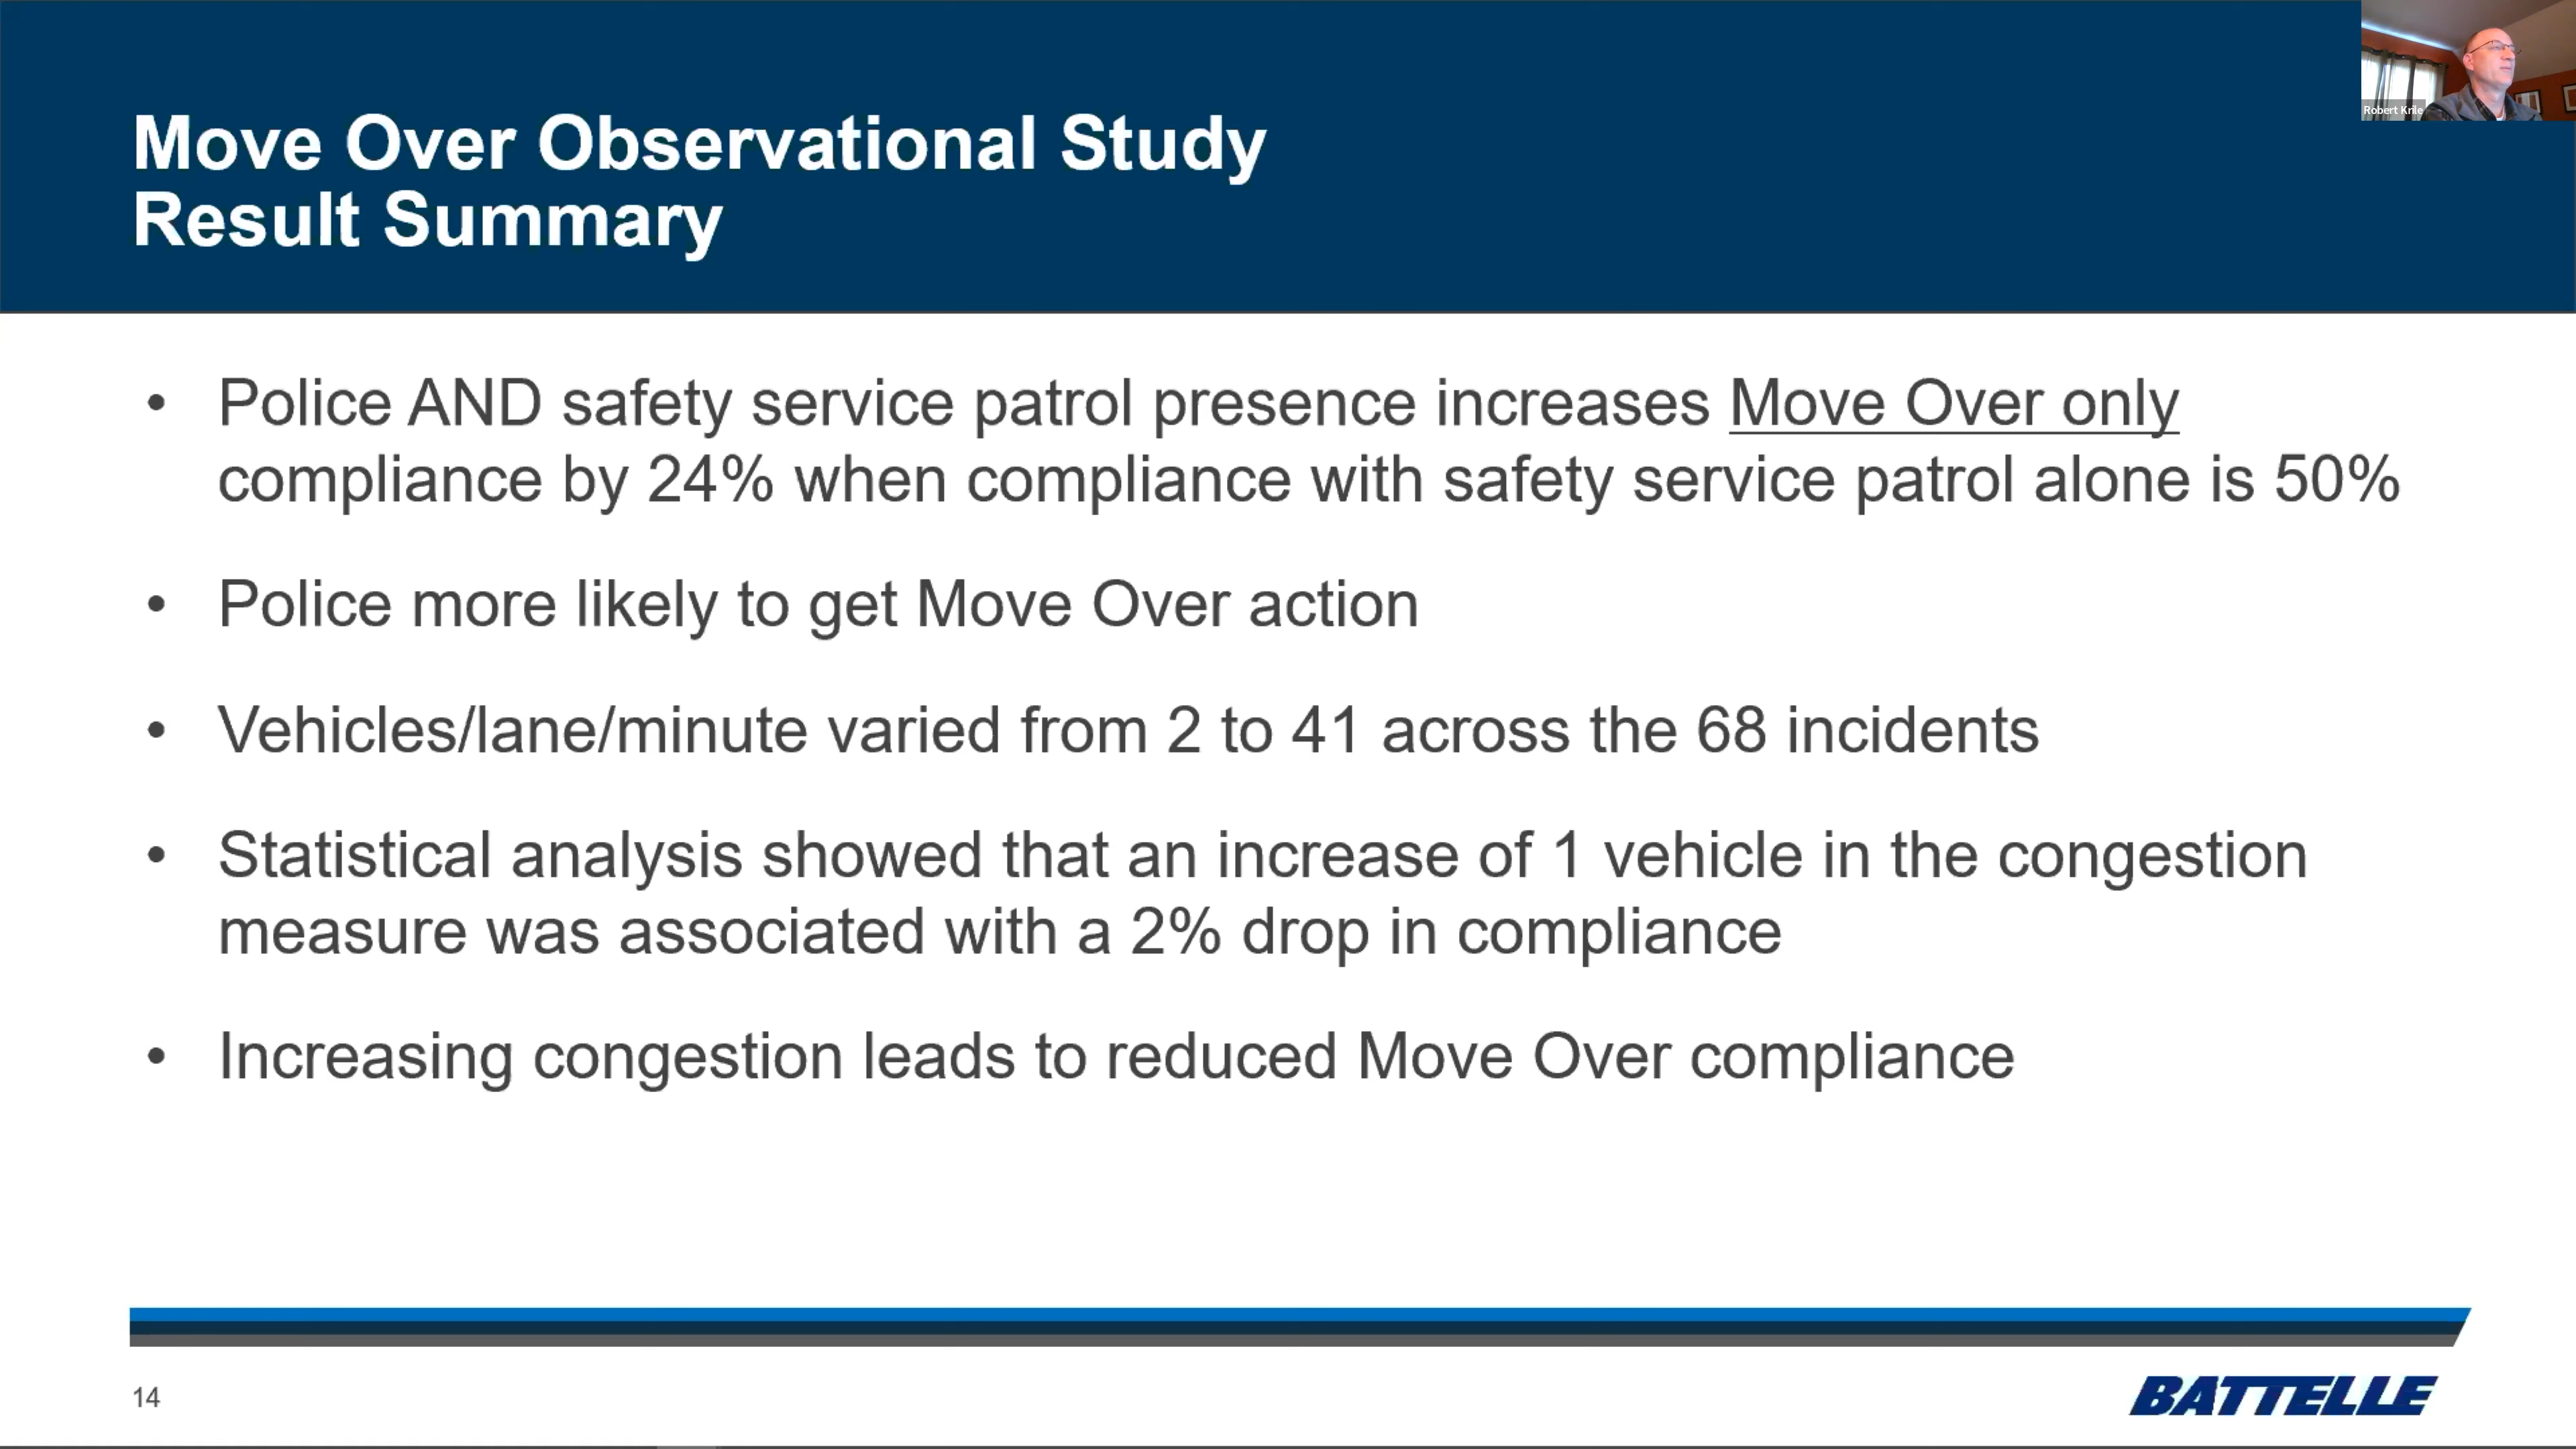 Robert Krile
Move Over Observational Study
Result Summary
• Police AND safety service patrol presence increases Move Over only
compliance by 24% when compliance with safety service patrol alone is 50%
• Police more likely to get Move Over action
• Vehicles/lane/minute varied from 2 to 41 across the 68 incidents
• Statistical analysis showed that an increase of 1 vehicle in the congestion
measure was associated with a 2% drop in compliance
• Increasing congestion leads to reduced Move Over compliance
14
BATTELLE